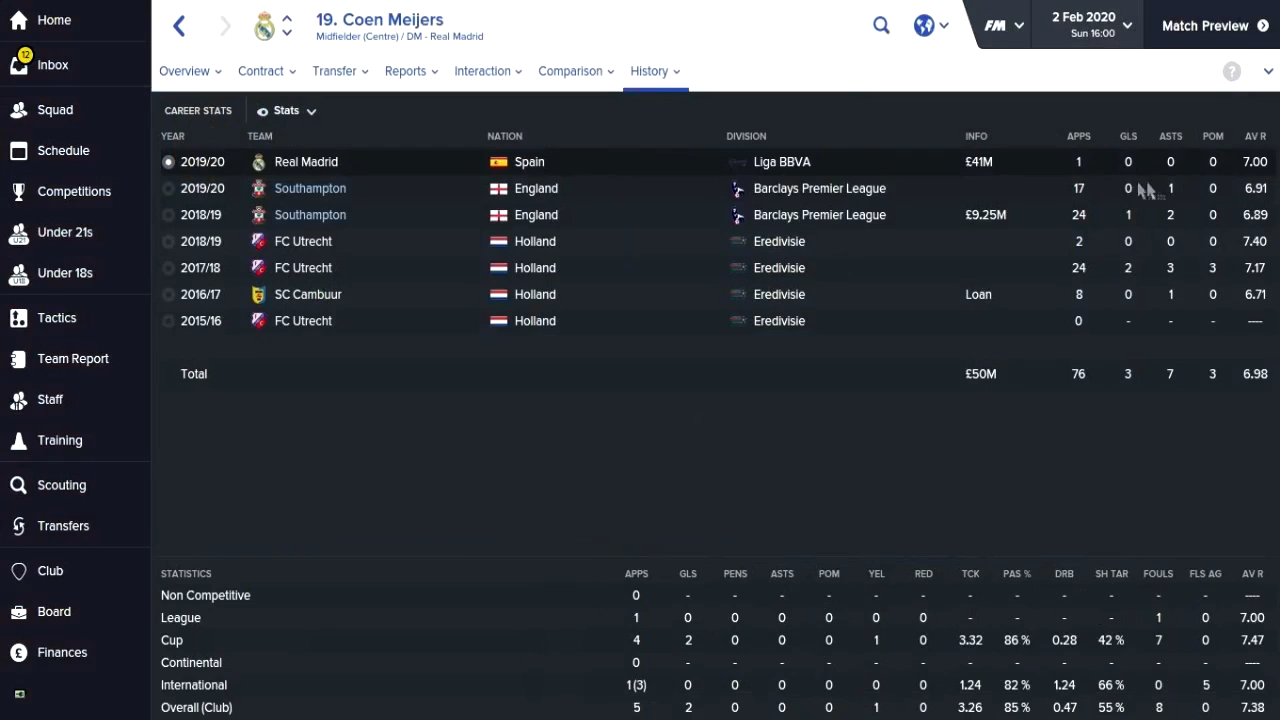 Home
19. Coen Meijers
Midfielder (Centre) / DM - Real Madrid
FM
2 Feb 2020
Sun 16:00
Match Preview
12
Inbox
Overview Contract Transfer Reports Interaction Comparison History
?
Squad
Schedule
Competitions
U21
Under 21s
U18
Under 18s
Tactics
Team Report
Staff
Training
Scouting
Transfers
Club
Board
£
Finances
CAREER STATS Stats
YEAR TEAM NATION DIVISION INFO APPS GLS ASTS POM AV R
2019/20 Real Madrid Spain Liga BBVA £41M 1 0 0 0 7.00
2019/20 Southampton England Barclays Premier League 17 0 1 0 6.91
2018/19 Southampton England Barclays Premier League £9.25M 24 1 2 0 6.89
2018/19 FC Utrecht Holland Eredivisie 2 0 0 0 7.40
2017/18 FC Utrecht Holland Eredivisie 24 2 3 3 7.17
2016/17 SC Cambuur Holland Eredivisie Loan 8 0 1 0 6.71
2015/16 FC Utrecht Holland Eredivisie 0 - - - ----
Total £50M 76 3 7 3 6.98
STATISTICS APPS GLS PENS ASTS POM YEL RED TCK PAS % DRB SH TAR FOULS FLS AG AV R
Non Competitive 0 - - - - - - - - - - - - ----
League 1 0 0 0 0 0 0 - - - - 1 0 7.00
Cup 4 2 0 0 0 1 0 3.32 86 % 0.28 42 % 7 0 7.47
Continental 0 - - - - - - - - - - - - ----
International 1 (3) 0 0 0 0 0 0 1.24 82 % 1.24 66 % 0 5 7.00
Overall (Club) 5 2 0 0 0 1 0 3.26 85 % 0.47 55 % 8 0 7.38